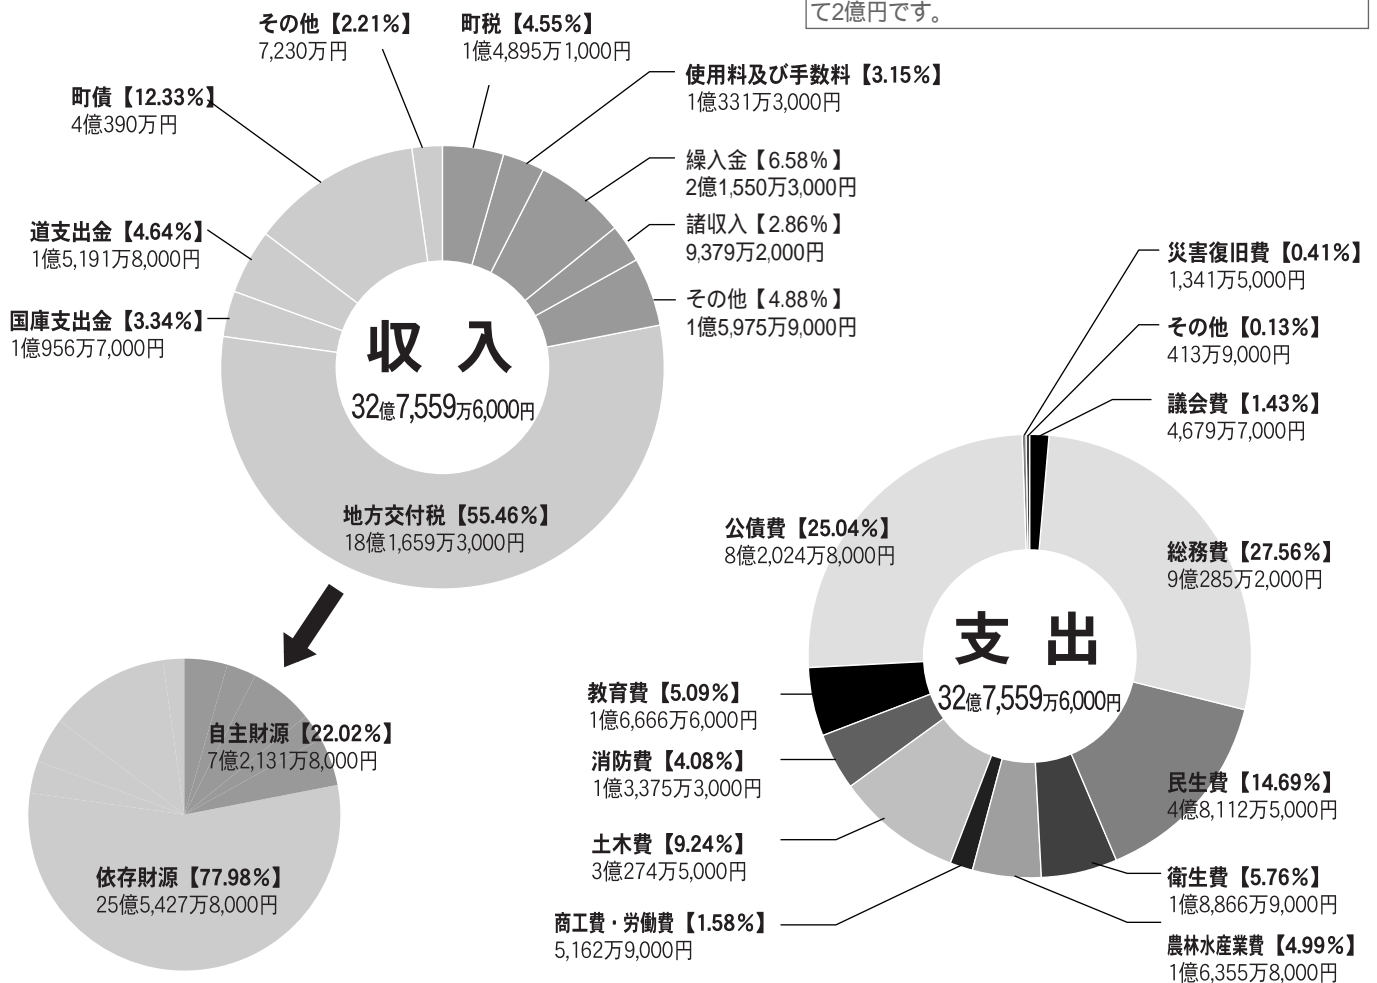 て2億円です。
その他【2.21%】
7,230万円
町税【4.55%】
1億4,895万1,000円
使用料及び手数料【3.15%】
1億331万3,000円
町債【12.33%】
4億390万円
繰入金【6.58%】
2億1,550万3,000円
諸収入【2.86%】
9,379万2,000円
道支出金【4.64%】
1億5,191万8,000円
その他【4.88%】
1億5,975万9,000円
国庫支出金【3.34%】
1億956万7,000円
収 入
32億7,559万6,000円
地方交付税【55.46%】
18億1,659万3,000円
自主財源【22.02%】
7億2,131万8,000円
依存財源【77.98%】
25億5,427万8,000円
災害復旧費【0.41%】
1,341万5,000円
その他【0.13%】
413万9,000円
議会費【1.43%】
4,679万7,000円
公債費【25.04%】
8億2,024万8,000円
総務費【27.56%】
9億285万2,000円
支 出
32億7,559万6,000円
教育費【5.09%】
1億6,666万6,000円
消防費【4.08%】
1億3,375万3,000円
民生費【14.69%】
4億8,112万5,000円
土木費【9.24%】
3億274万5,000円
衛生費【5.76%】
1億8,866万9,000円
商工費・労働費【1.58%】
5,162万9,000円
農林水産業費【4.99%】
1億6,355万8,000円